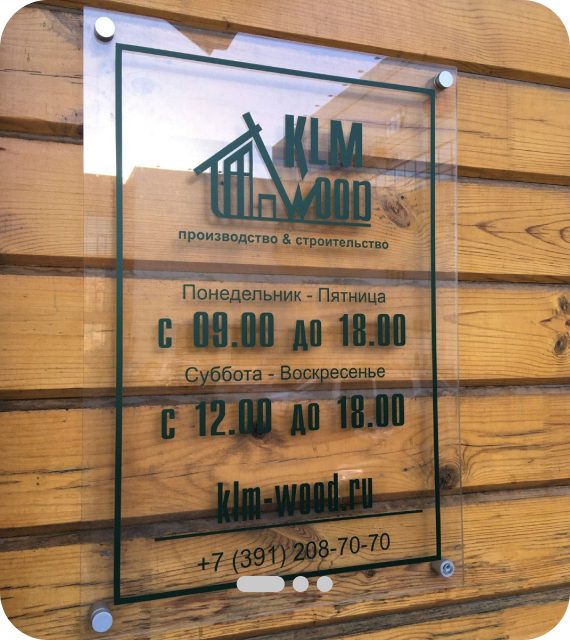 KLM
WOOD
производство & строительство
Понедельник - Пятница
с 09.00 до 18.00
Суббота - Воскресенье
с 12.00 до 18.00
klm-wood.ru
+7 (391) 208-70-70